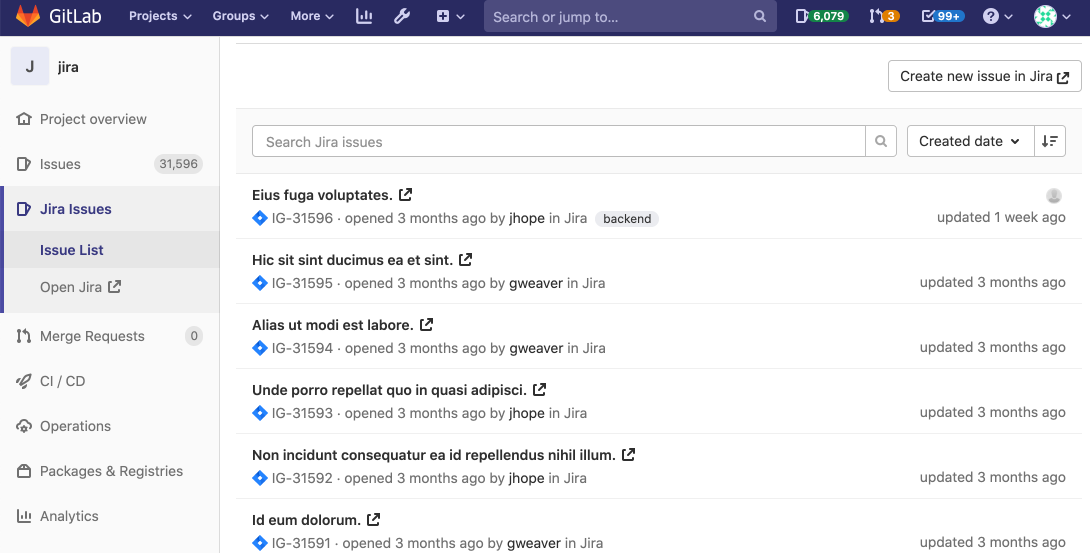 GitLab Projects Groups More Search or jump to... 6,079 3 99+
J jira
Project overview
Issues 31,596
Jira Issues
Issue List
Open Jira
Merge Requests 0
CI / CD
Operations
Packages & Registries
Analytics
Create new issue in Jira
Search Jira issues Created date
Eius fuga voluptates.
IG-31596 · opened 3 months ago by jhope in Jira backend updated 1 week ago
Hic sit sint ducimus ea et sint.
IG-31595 · opened 3 months ago by gweaver in Jira updated 3 months ago
Alias ut modi est labore.
IG-31594 · opened 3 months ago by gweaver in Jira updated 3 months ago
Unde porro repellat quo in quasi adipisci.
IG-31593 · opened 3 months ago by jhope in Jira updated 3 months ago
Non incidunt consequatur ea id repellendus nihil illum.
IG-31592 · opened 3 months ago by jhope in Jira updated 3 months ago
Id eum dolorum.
IG-31591 · opened 3 months ago by gweaver in Jira updated 3 months ago